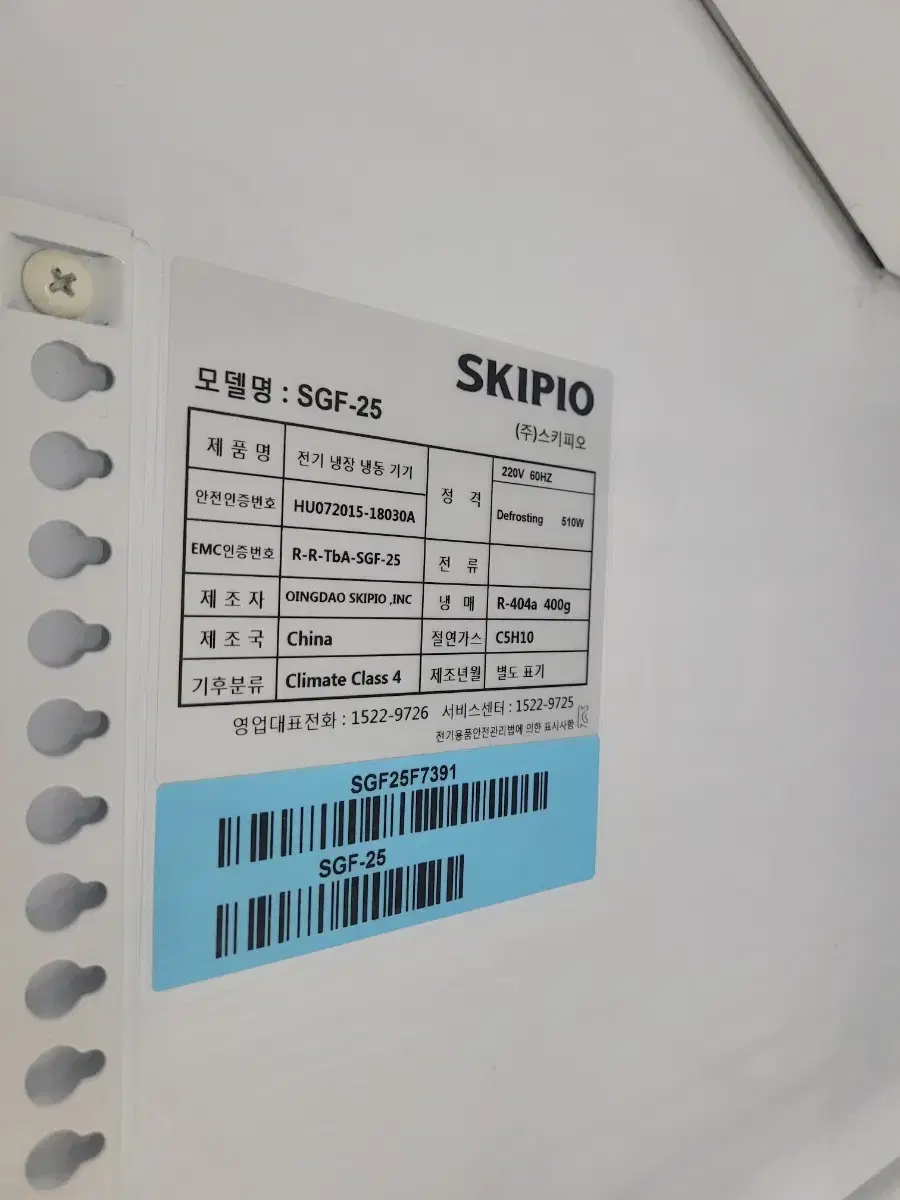 SKIPIO
모델명 : SGF-25
(주)스키피오
제 품 명 전기 냉장 냉동 기기 정 격 220V 60HZ
Defrosting 510W
안전인증번호 HU072015-18030A
EMC인증번호 R-R-TbA-SGF-25 전 류
제 조 자 OINGDAO SKIPIO ,INC 냉 매 R-404a 400g
제 조 국 China 절연가스 C5H10
기후분류 Climate Class 4 제조년월 별도 표기
영업대표전화 : 1522-9726 서비스센터 : 1522-9725
전기용품안전관리법에 의한 표시사항
SGF25F7391
SGF-25